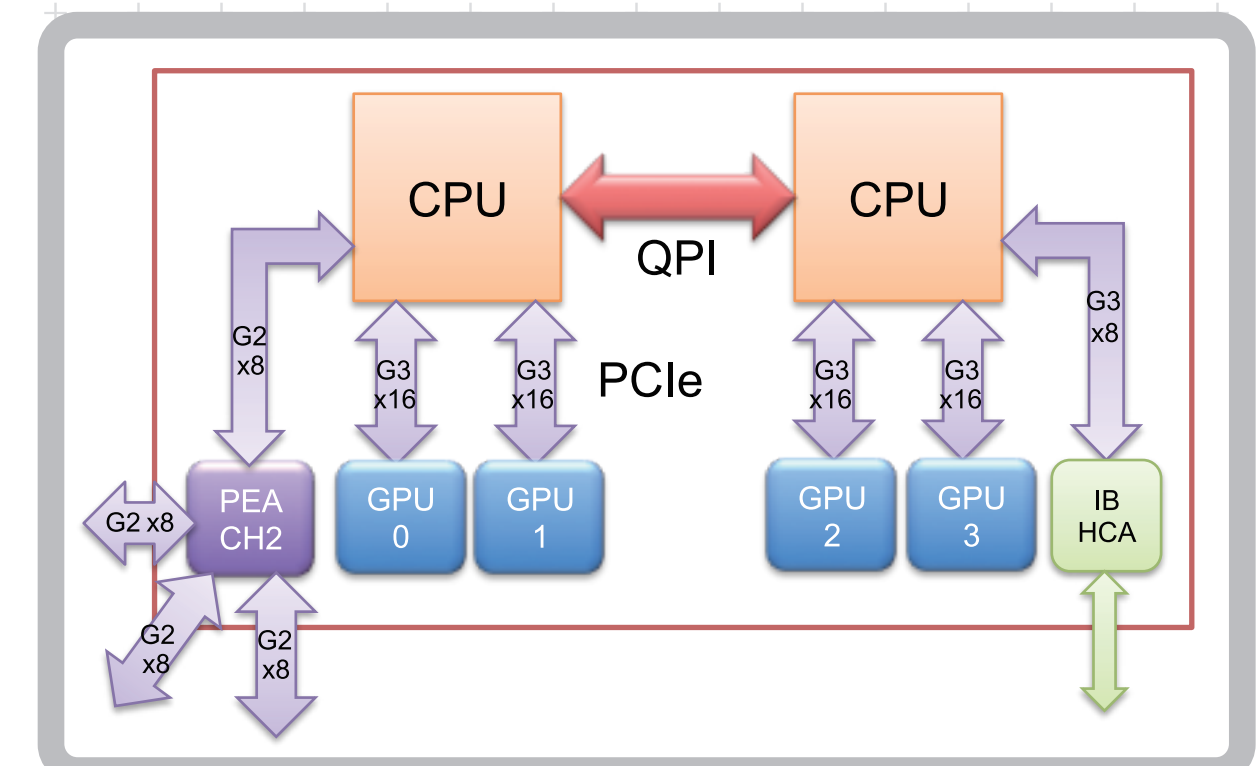 CPU
CPU
QPI
G2
x8
G3
x16
G3
x16
PCIe
G3
x16
G3
x16
G3
x8
PEA
CH2
GPU
0
GPU
1
GPU
2
GPU
3
IB
HCA
G2 x8
G2
x8
G2
x8